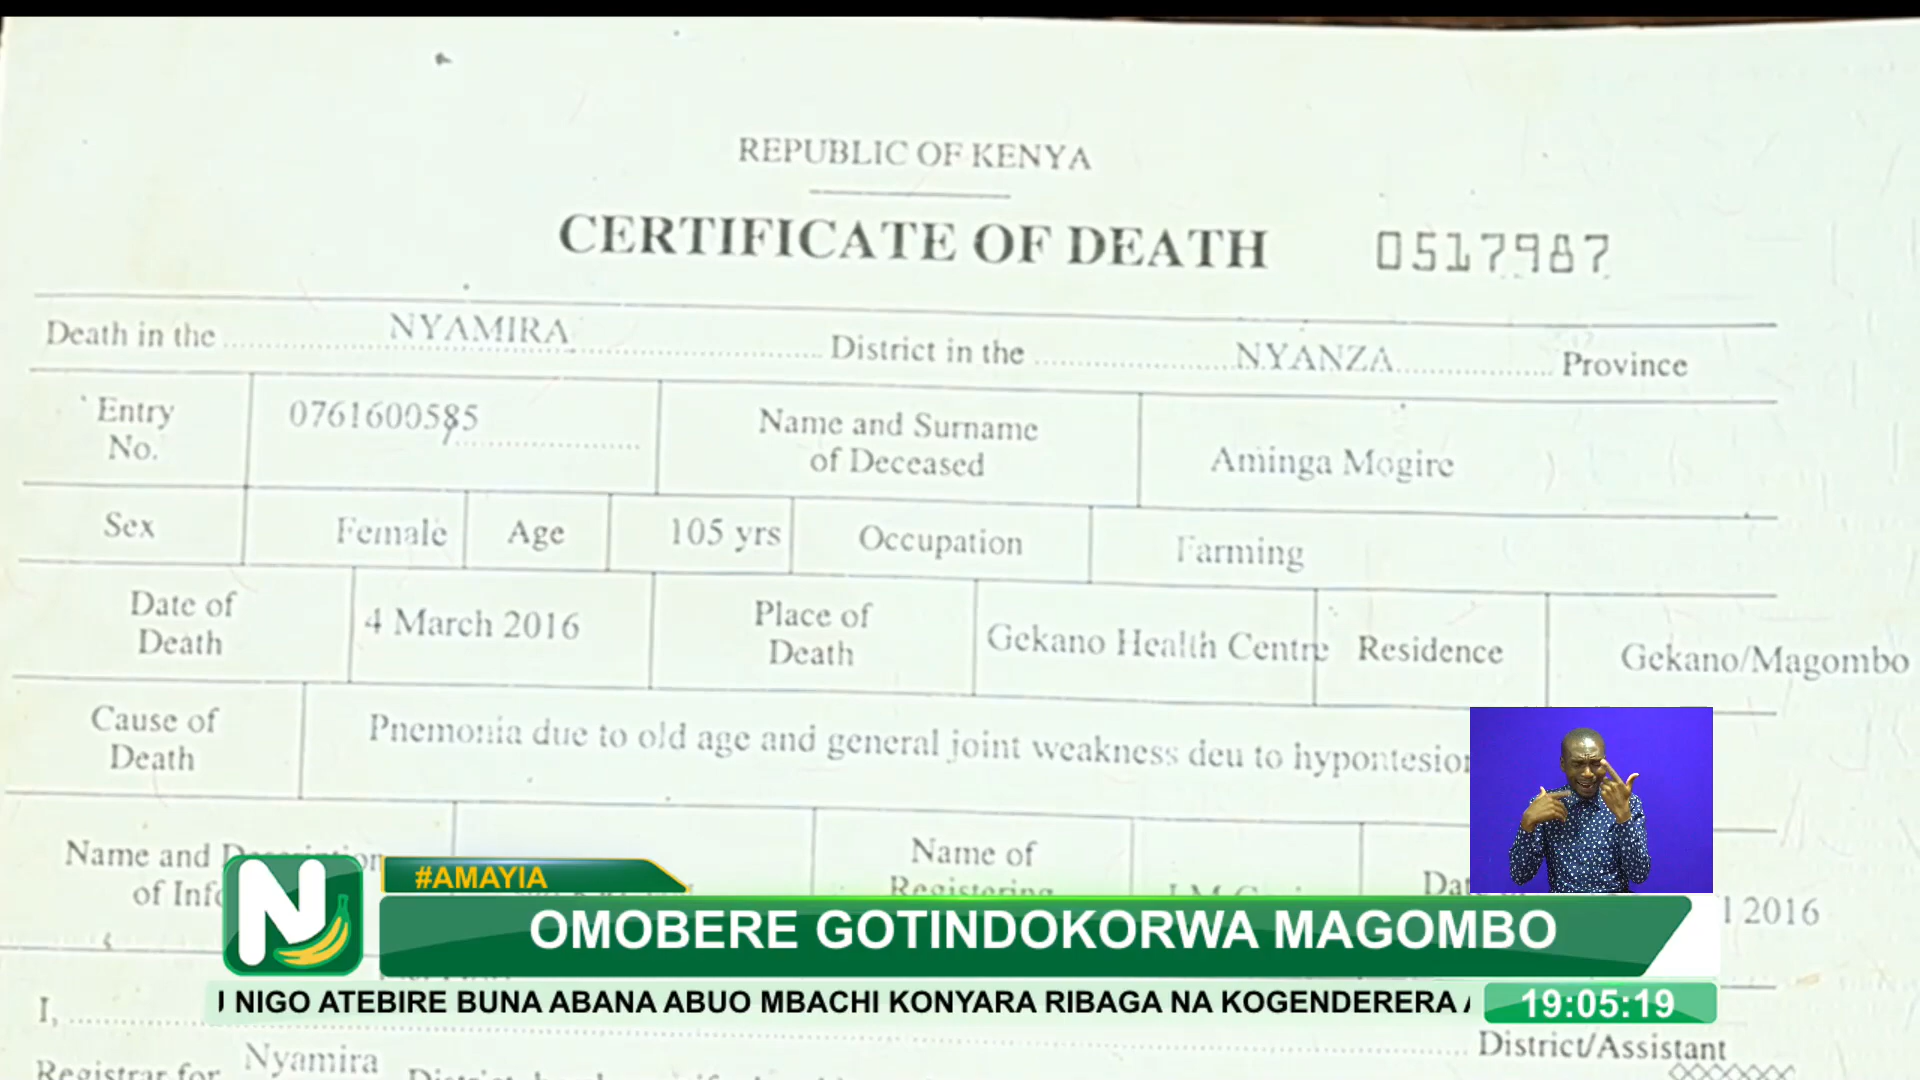 REPUBLIC OF KENYA
CERTIFICATE OF DEATH 0517987
Death in the NYAMIRA District in the NYANZA Province
Entry No. 0761600585 Name and Surname of Deceased Aminga Mogire
Sex Female Age 105 yrs Occupation Farming
Date of Death 4 March 2016 Place of Death Gekano Health Centre Residence Gekano/Magombo
Cause of Death Pnemonia due to old age and general joint weakness deu to hypontesion
Name and Description
of
Name of Registering
2016
N
#AMAYIA
OMOBERE GOTINDOKORWA MAGOMBO
NIGO ATEBIRE BUNA ABANA ABUO MBACHI KONYARA RIBAGA NA KOGENDERERA
19:05:19
I,
District/Assistant
Registrar for Nyamira